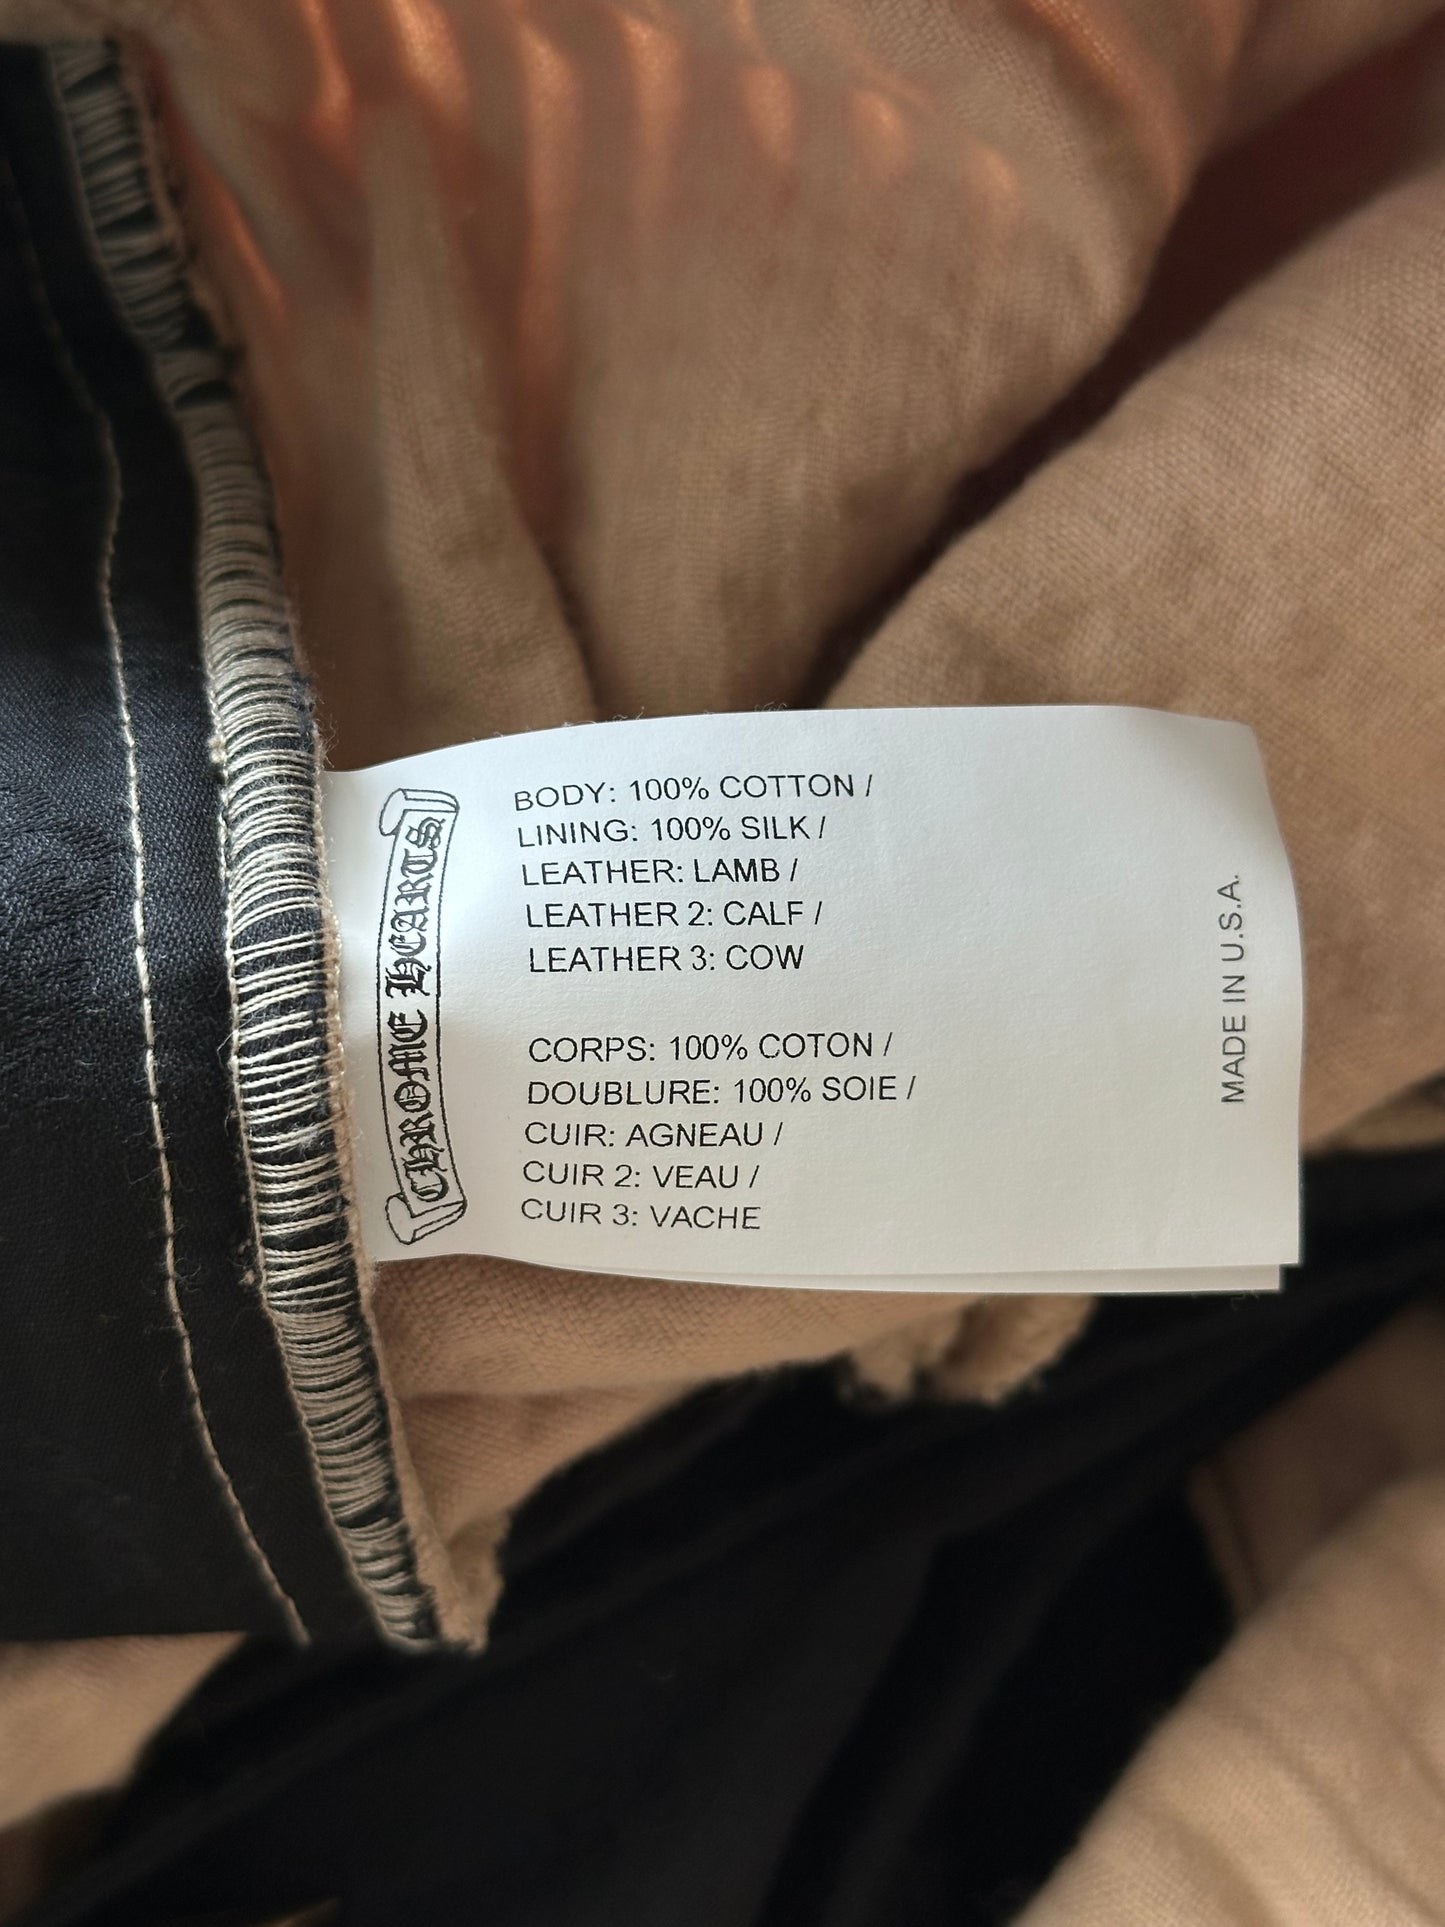 CHROME HEARTS
BODY: 100% COTTON /
LINING: 100% SILK /
LEATHER: LAMB /
LEATHER 2: CALF /
LEATHER 3: COW
CORPS: 100% COTON /
DOUBLURE: 100% SOIE /
CUIR: AGNEAU /
CUIR 2: VEAU /
CUIR 3: VACHE
MADE IN U.S.A.